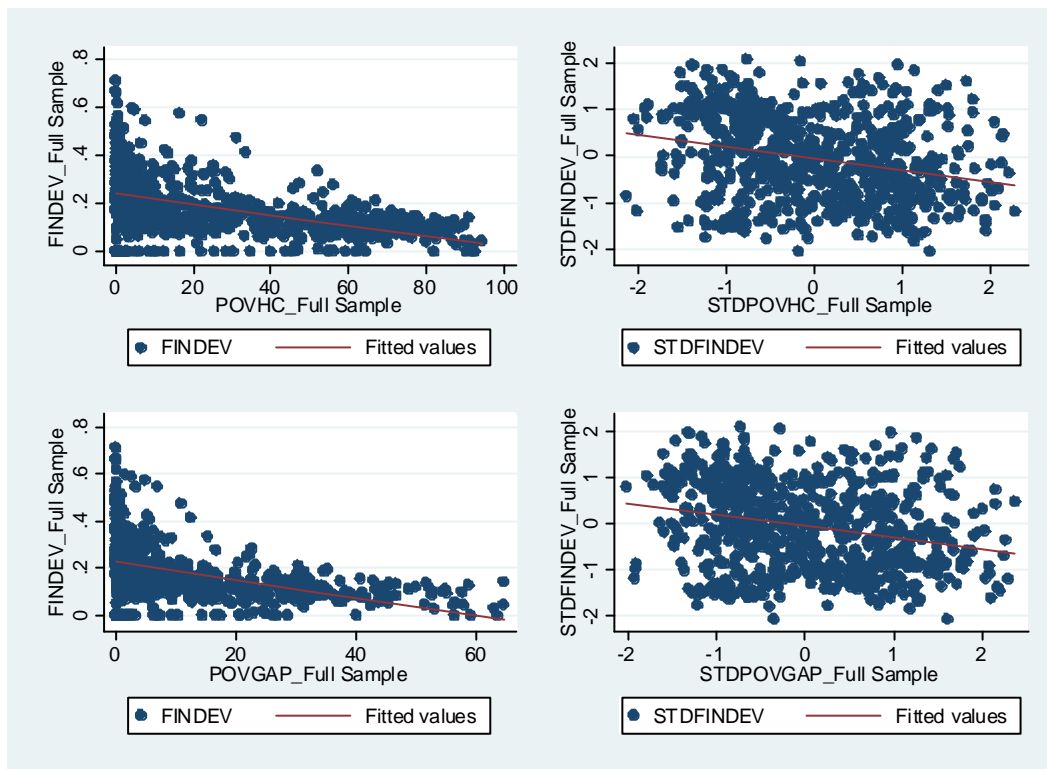 FINDEV_Full Sample
.8
.6
.4
.2
0
0 20 40 60 80 100
POVHC_Full Sample
FINDEV Fitted values
STDFINDEV_Full Sample
2
1
0
-1
-2
-2 -1 0 1 2
STDPOVHC_Full Sample
STDFINDEV Fitted values
FINDEV_Full Sample
.8
.6
.4
.2
0
0 20 40 60
POVGAP_Full Sample
FINDEV Fitted values
STDFINDEV_Full Sample
2
1
0
-1
-2
-2 -1 0 1 2
STDPOVGAP_Full Sample
STDFINDEV Fitted values